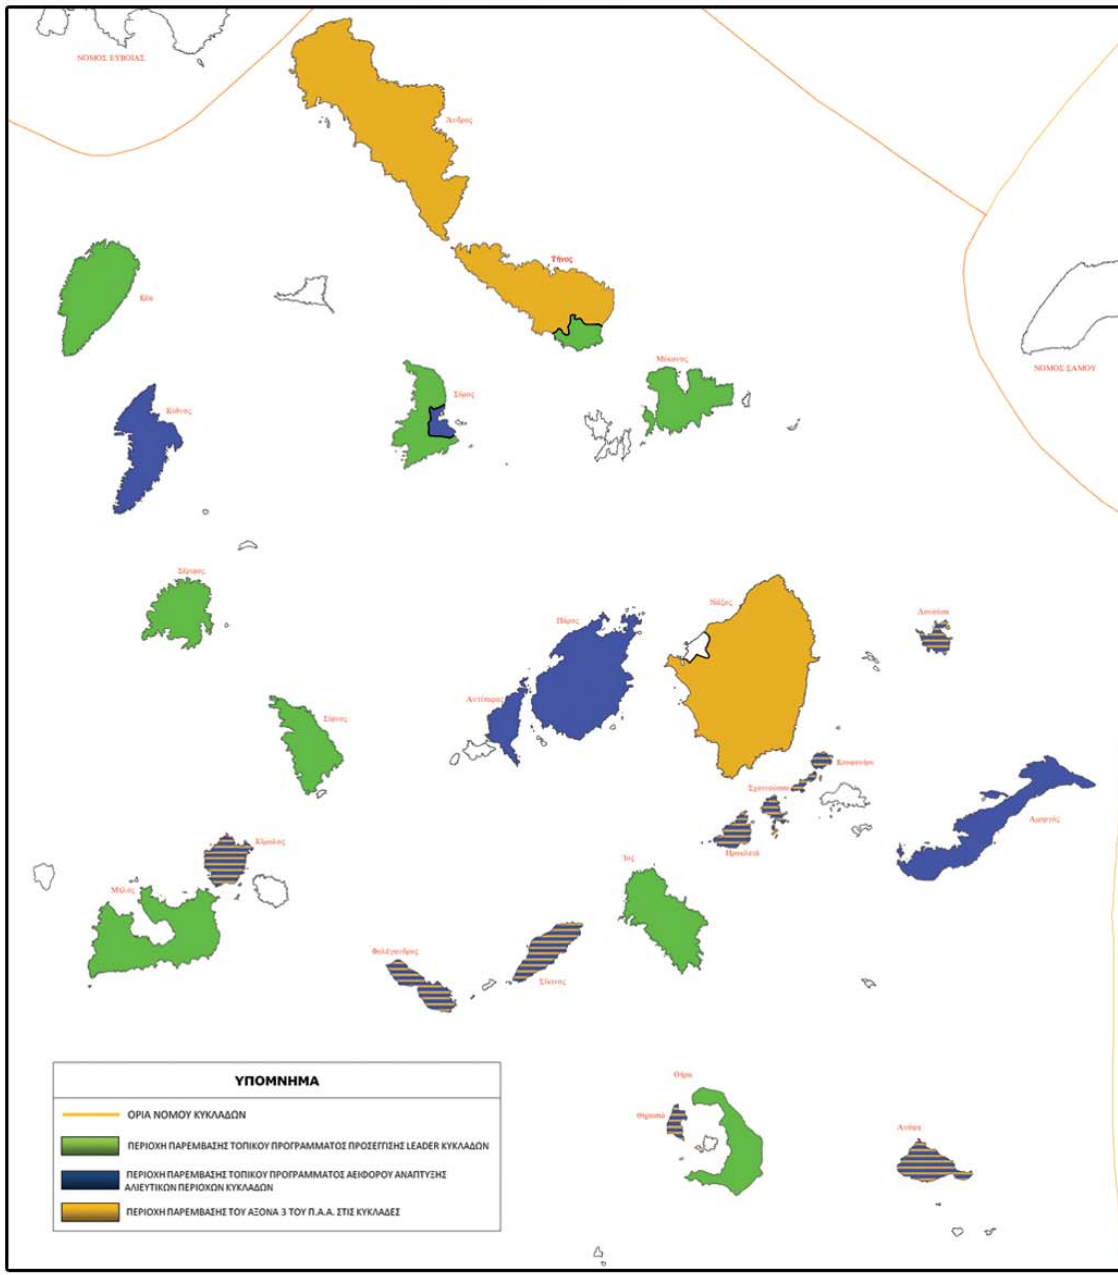 ΝΟΜΟΣ ΕΥΒΟΙΑΣ
Άνδρος
Τήνος
Κέα
ΝΟΜΟΣ ΣΑΜΟΥ
Μύκονος
Σύρος
Κύθνος
Σέριφος
Νάξος
Δονούσα
Πάρος
Αντίπαρος
Σίφνος
Κουφονήσι
Σχοινούσσα
Αμοργός
Κίμωλος
Ηρακλειά
Ίος
Μήλος
Φολέγανδρος
Σίκινος
Θήρα
Θηρασιά
Ανάφη
ΥΠΟΜΝΗΜΑ
ΟΡΙΑ ΝΟΜΟΥ ΚΥΚΛΑΔΩΝ
ΠΕΡΙΟΧΗ ΠΑΡΕΜΒΑΣΗΣ ΤΟΠΙΚΟΥ ΠΡΟΓΡΑΜΜΑΤΟΣ ΠΡΟΣΕΓΓΙΣΗΣ LEADER ΚΥΚΛΑΔΩΝ
ΠΕΡΙΟΧΗ ΠΑΡΕΜΒΑΣΗΣ ΤΟΠΙΚΟΥ ΠΡΟΓΡΑΜΜΑΤΟΣ ΑΕΙΦΟΡΟΥ ΑΝΑΠΤΥΞΗΣ
ΑΛΙΕΥΤΙΚΩΝ ΠΕΡΙΟΧΩΝ ΚΥΚΛΑΔΩΝ
ΠΕΡΙΟΧΗ ΠΑΡΕΜΒΑΣΗΣ ΤΟΥ ΑΞΟΝΑ 3 ΤΟΥ Π.Α.Α. ΣΤΙΣ ΚΥΚΛΑΔΕΣ